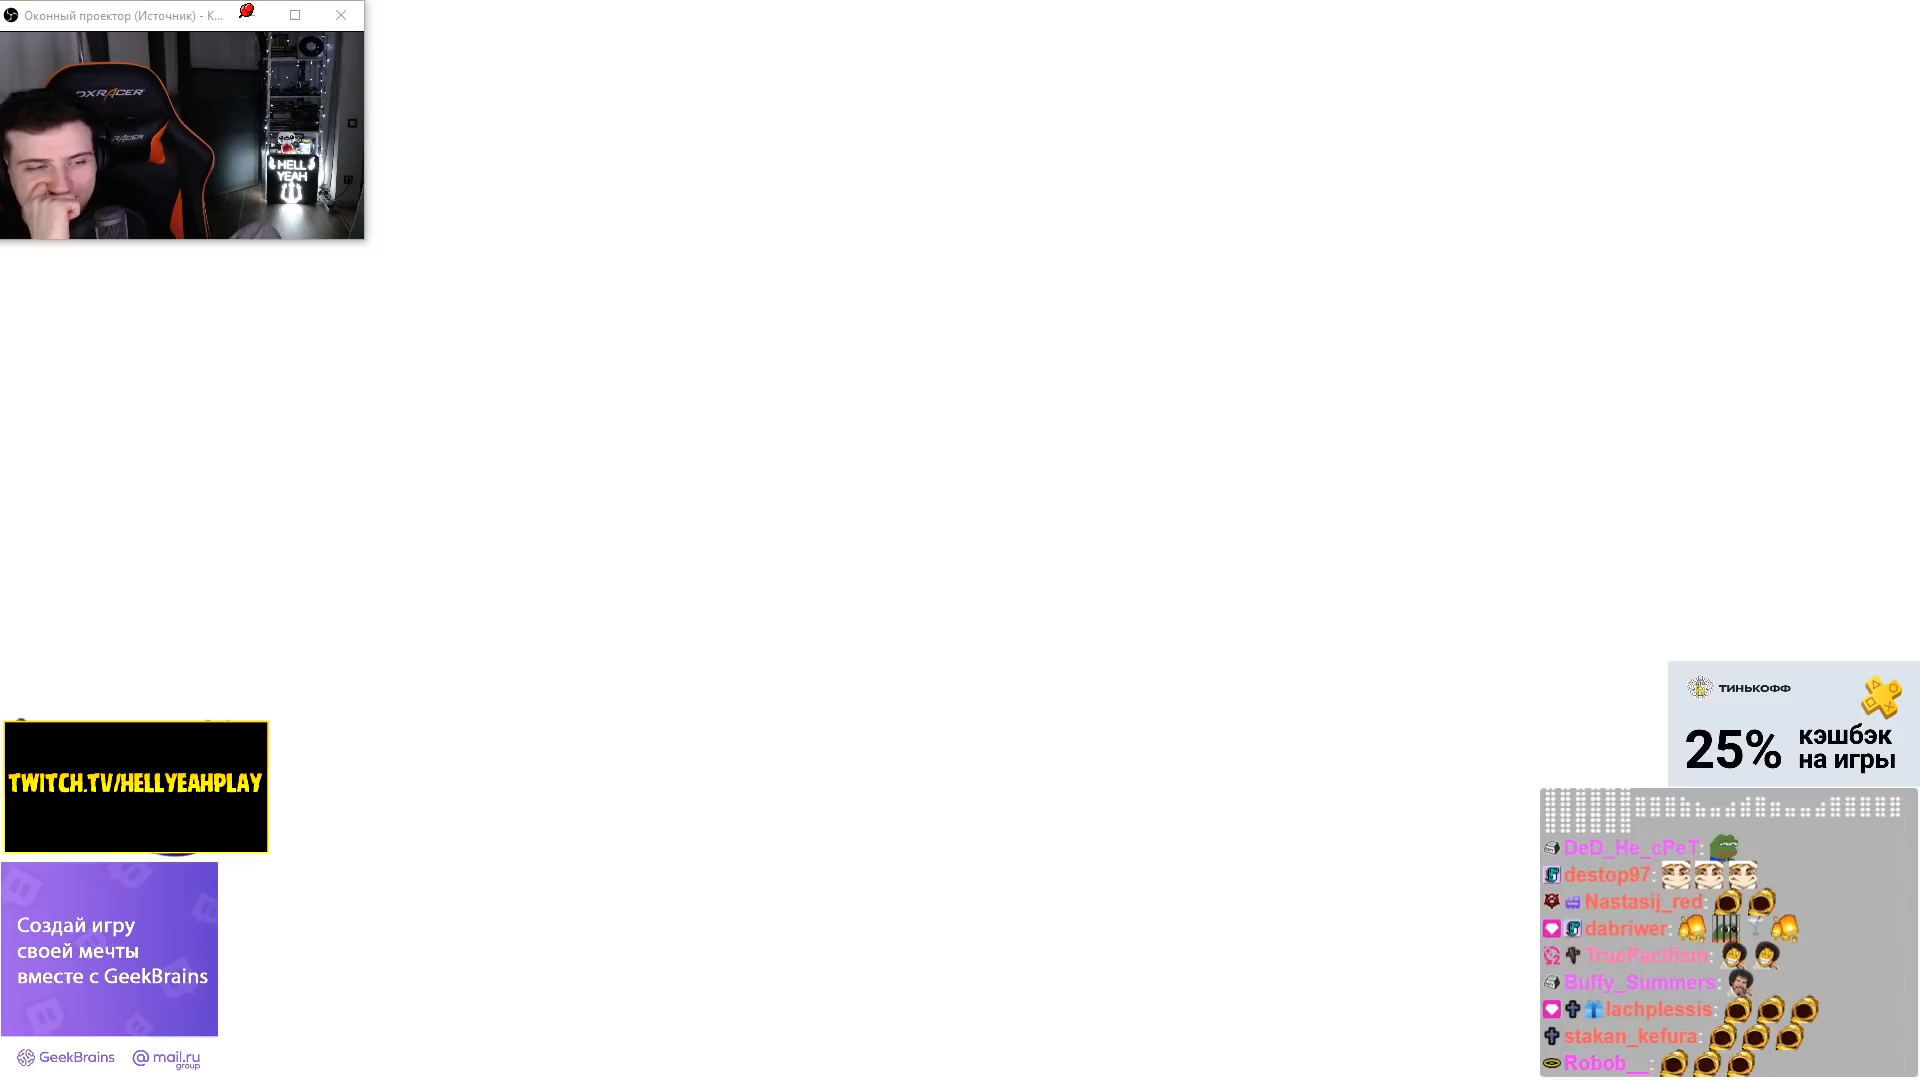 Оконный проектор (Источник) - К...
DXRACER
RACER
HELL
YEAH
ТИНЬКОФФ
25% кэшбэк
на игры
TWITCH.TV/HELLYEAHPLAY
Создай игру
своей мечты
вместе с GeekBrains
GeekBrains @mail.ru
group
DeD_He_cPeT:
destop97:
Nastasij_red:
dabriwer:
TruePacifism:
Buffy_Summers:
lachplessis:
stakan_kefura:
Robob__: